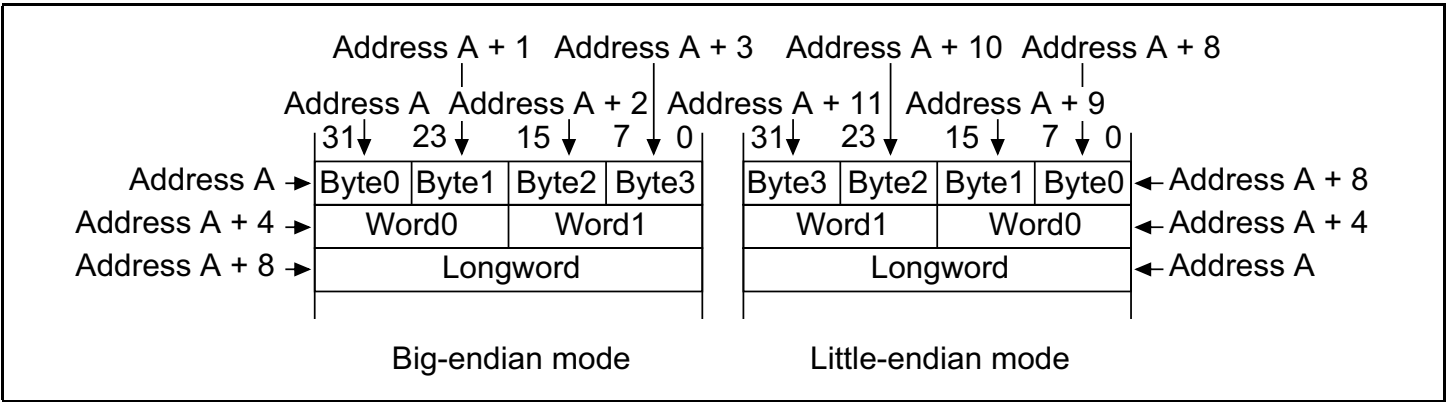 Address A + 1 Address A + 3 Address A + 10 Address A + 8
Address A Address A + 2 Address A + 11 Address A + 9
31 23 15 7 0 31 23 15 7 0
Address A Byte0 Byte1 Byte2 Byte3 Byte3 Byte2 Byte1 Byte0 Address A + 8
Address A + 4 Word0 Word1 Word1 Word0 Address A + 4
Address A + 8 Longword Longword Address A
Big-endian mode Little-endian mode